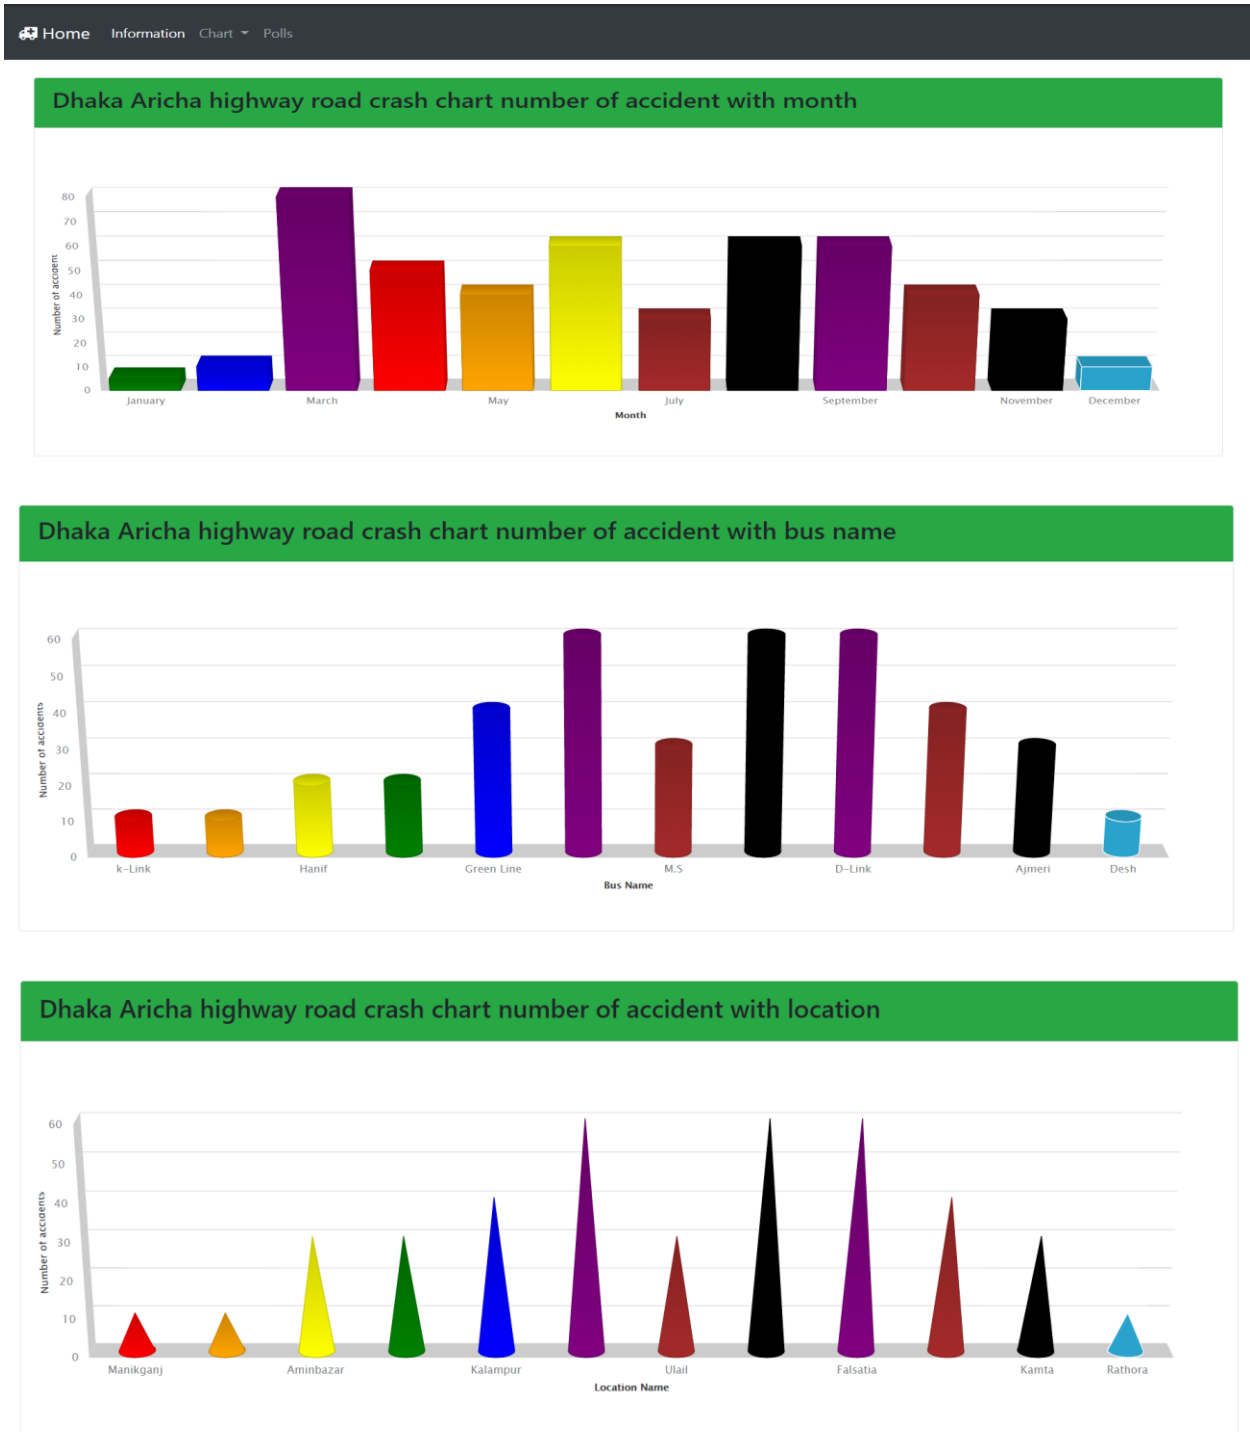 Home Information Chart Polls
Dhaka Aricha highway road crash chart number of accident with month
80
70
60
50
40
30
20
10
0
Number of accident
January March May July September November December
Month
Dhaka Aricha highway road crash chart number of accident with bus name
60
50
40
30
20
10
0
Number of accidents
k-Link Hanif Green Line M.S D-Link Ajmeri Desh
Bus Name
Dhaka Aricha highway road crash chart number of accident with location
60
50
40
30
20
10
0
Number of accidents
Manikganj Aminbazar Kalampur Ulail Falsatia Kamta Rathora
Location Name